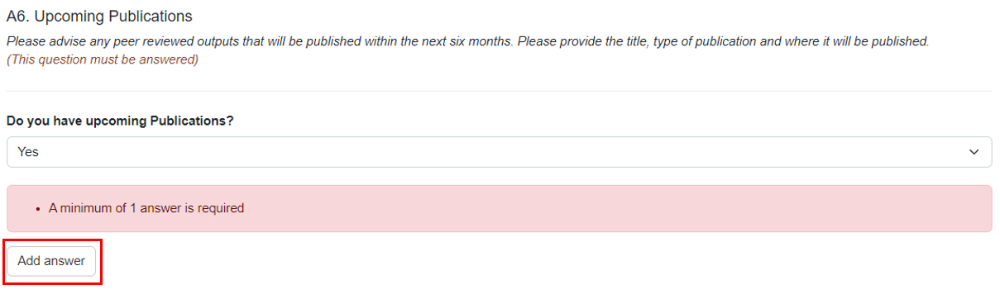 A6. Upcoming Publications
Please advise any peer reviewed outputs that will be published within the next six months. Please provide the title, type of publication and where it will be published.
(This question must be answered)
Do you have upcoming Publications?
Yes
• A minimum of 1 answer is required
Add answer